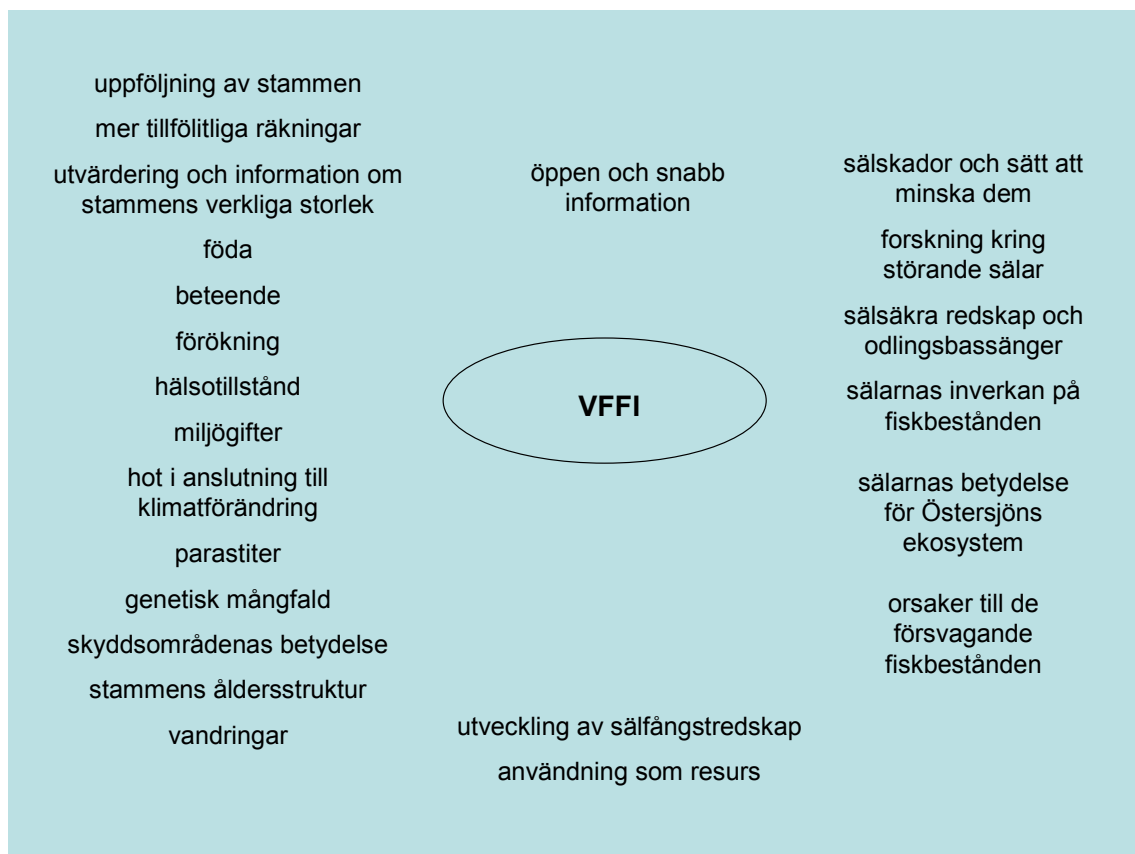 uppföljning av stammen
mer tillfölitliga räkningar
utvärdering och information om
stammens verkliga storlek
föda
beteende
förökning
hälsotillstånd
miljögifter
hot i anslutning till
klimatförändring
parastiter
genetisk mångfald
skyddsområdenas betydelse
stammens åldersstruktur
vandringar
öppen och snabb
information
VFFI
utveckling av sälfångstredskap
användning som resurs
sälskador och sätt att
minska dem
forskning kring
störande sälar
sälsäkra redskap och
odlingsbassänger
sälarnas inverkan på
fiskbestånden
sälarnas betydelse
för Östersjöns
ekosystem
orsaker till de
försvagande
fiskbestånden